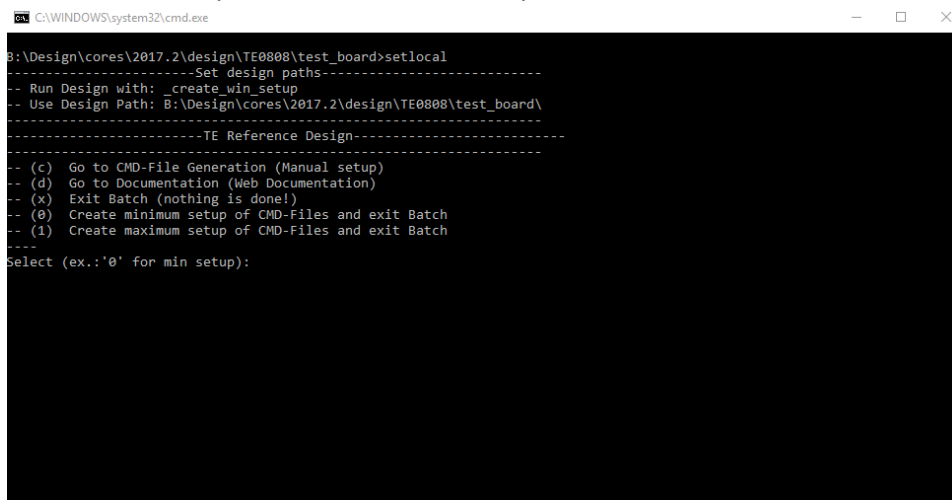 C:\WINDOWS\system32\cmd.exe
B:\Design\cores\2017.2\design\TE0808\test_board>setlocal
------------------------Set design paths----------------------------
-- Run Design with: _create_win_setup
-- Use Design Path: B:\Design\cores\2017.2\design\TE0808\test_board\
--------------------------------------------------------------------
-------------------------TE Reference Design---------------------------
--------------------------------------------------------------------
-- (c)  Go to CMD-File Generation (Manual setup)
-- (d)  Go to Documentation (Web Documentation)
-- (x)  Exit Batch (nothing is done!)
-- (0)  Create minimum setup of CMD-Files and exit Batch
-- (1)  Create maximum setup of CMD-Files and exit Batch
----
Select (ex.:'0' for min setup):